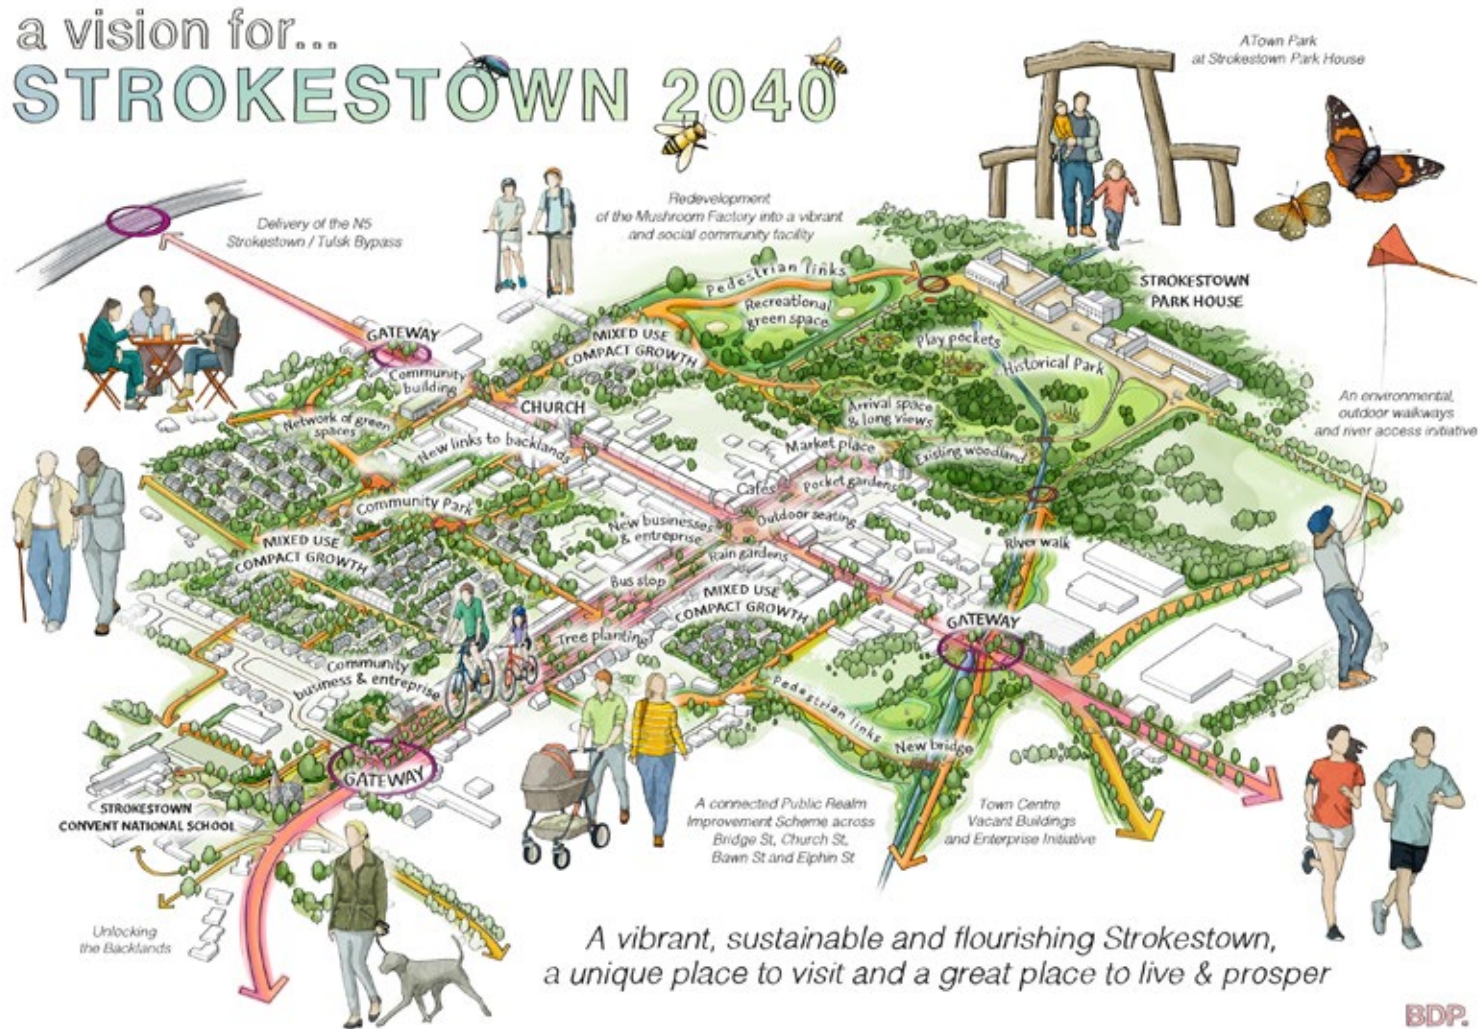 a vision for...
STROKESTOWN 2040
A Town Park
at Strokestown Park House
Delivery of the N5
Strokestown / Tulsk Bypass
Redevelopment
of the Mushroom Factory into a vibrant
and social community facility
STROKESTOWN
PARK HOUSE
Pedestrian links
Recreational
green space
GATEWAY
MIXED USE
COMPACT GROWTH
Play pockets
Historical Park
Community
building
CHURCH
Arrival space
& long views
An environmental,
outdoor walkways
and river access initiative
Network of green
spaces
New links to backlands
Market place
Existing woodland
Community Park
Cafés
Pocket gardens
New businesses
& entreprise
Outdoor seating
MIXED USE
COMPACT GROWTH
Rain gardens
River walk
Bus stop
MIXED USE
COMPACT GROWTH
GATEWAY
Tree planting
Community
business & entreprise
Pedestrian links
New bridge
GATEWAY
STROKESTOWN
CONVENT NATIONAL SCHOOL
A connected Public Realm
Improvement Scheme across
Bridge St, Church St,
Bawn St and Elphin St
Town Centre
Vacant Buildings
and Enterprise Initiative
Unlocking
the Backlands
A vibrant, sustainable and flourishing Strokestown,
a unique place to visit and a great place to live & prosper
BDP.